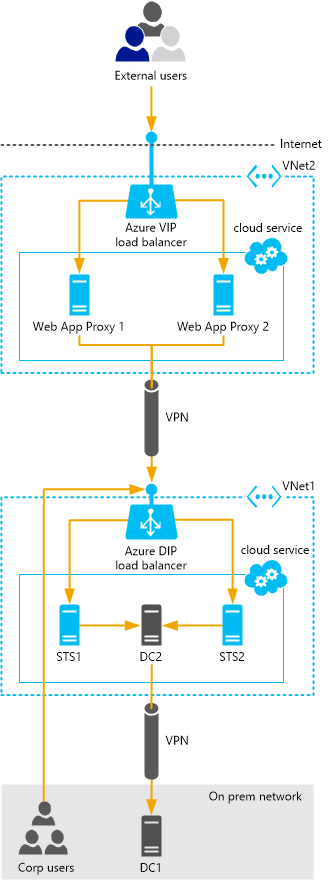 External users
Internet
VNet2
Azure VIP
load balancer
cloud service
Web App Proxy 1
Web App Proxy 2
VPN
VNet1
Azure DIP
load balancer
cloud service
STS1
DC2
STS2
VPN
On prem network
Corp users
DC1